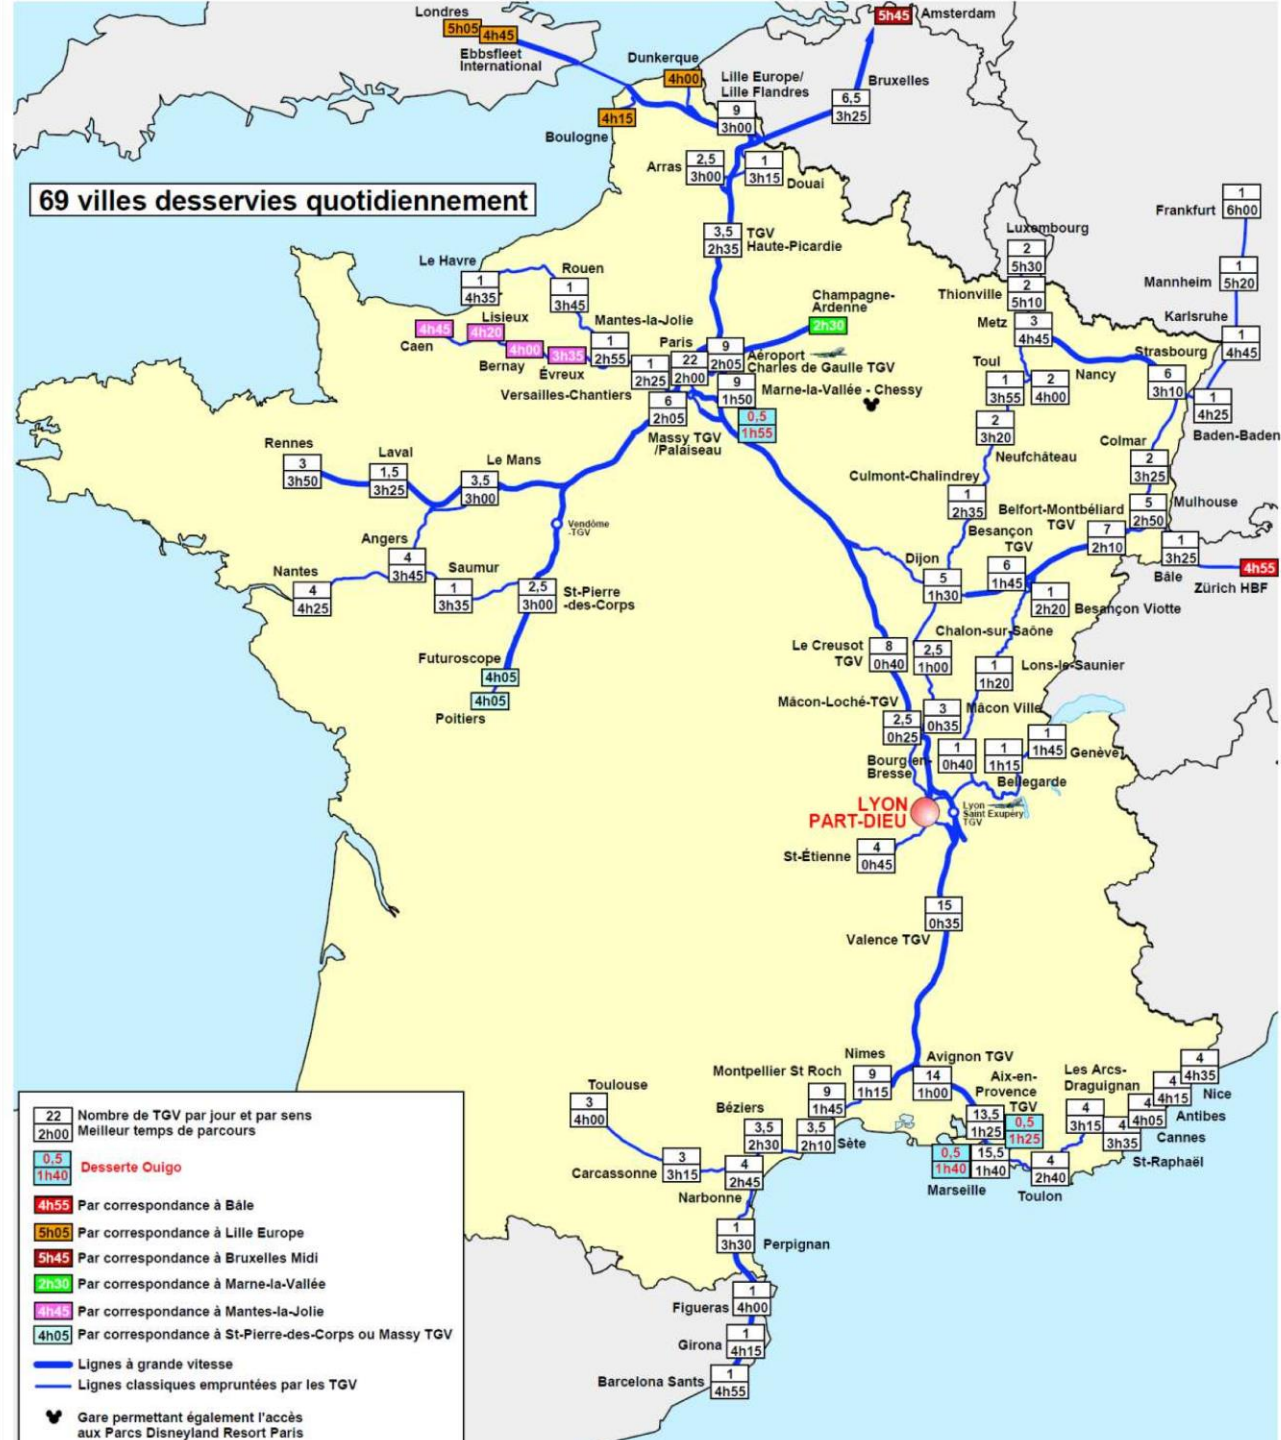 Londres
5h05
4h45
Ebbsfleet
International
5h45
Amsterdam
Dunkerque
4h00
Lille Europe/
Lille Flandres
9
3h00
Bruxelles
6,5
3h25
4h15
Boulogne
Arras
2,5
3h00
1
3h15
Douai
69 villes desservies quotidiennement
3,5
2h35
TGV
Haute-Picardie
1
6h00
Frankfurt
Luxembourg
2
5h30
Le Havre
1
4h35
Rouen
1
3h45
Thionville
2
5h10
Mannheim
1
5h20
Champagne-
Ardenne
2h30
4h45
Caen
Lisieux
4h20
4h00
Bernay
3h35
Évreux
Mantes-la-Jolie
1
2h55
Metz
3
4h45
Karlsruhe
1
4h45
Paris
22
2h00
9
2h05
Aéroport
Charles de Gaulle TGV
1
2h25
Versailles-Chantiers
9
1h50
Marne-la-Vallée - Chessy
0,5
1h55
6
2h05
Massy TGV
/Palaiseau
Toul
1
3h55
2
4h00
Nancy
Strasbourg
6
3h10
1
4h25
Baden-Baden
2
3h20
Neufchâteau
Colmar
2
3h25
Rennes
3
3h50
Laval
1,5
3h25
Le Mans
3,5
3h00
Culmont-Chalindrey
1
2h35
Belfort-Montbéliard
TGV
7
2h10
5
2h50
Mulhouse
Vendôme
-TGV
Besançon
TGV
6
1h45
1
3h25
Bâle
4h55
Zürich HBF
Angers
4
3h45
Saumur
1
3h35
2,5
3h00
St-Pierre
-des-Corps
Nantes
4
4h25
Dijon
5
1h30
1
2h20
Besançon Viotte
Futuroscope
4h05
4h05
Poitiers
Le Creusot
TGV
8
0h40
Chalon-sur-Saône
2,5
1h00
1
1h20
Lons-le-Saunier
Mâcon-Loché-TGV
2,5
0h25
3
0h35
Mâcon Ville
Bourg-en-
Bresse
1
0h40
1
1h15
Bellegarde
1
1h45
Genève
LYON
PART-DIEU
Lyon
Saint Exupéry
TGV
St-Étienne
4
0h45
15
0h35
Valence TGV
Nimes
9
1h15
Avignon TGV
14
1h00
Montpellier St Roch
9
1h45
Aix-en-
Provence
TGV
13,5
1h25
0,5
1h25
Les Arcs-
Draguignan
4
3h15
4
4h35
Nice
4
4h15
Antibes
4
4h05
Cannes
4
3h35
St-Raphaël
Toulouse
3
4h00
Béziers
3,5
2h30
3,5
2h10
Sète
0,5
1h40
15,5
1h40
Marseille
4
2h40
Toulon
Carcassonne
3
3h15
4
2h45
Narbonne
1
3h30
Perpignan
Figueras
1
4h00
Girona
1
4h15
Barcelona Sants
1
4h55
22
2h00
Nombre de TGV par jour et par sens
Meilleur temps de parcours
0,5
1h40
Desserte Ouigo
4h55 Par correspondance à Bâle
5h05 Par correspondance à Lille Europe
5h45 Par correspondance à Bruxelles Midi
2h30 Par correspondance à Marne-la-Vallée
4h45 Par correspondance à Mantes-la-Jolie
4h05 Par correspondance à St-Pierre-des-Corps ou Massy TGV
Lignes à grande vitesse
Lignes classiques empruntées par les TGV
Gare permettant également l'accès
aux Parcs Disneyland Resort Paris